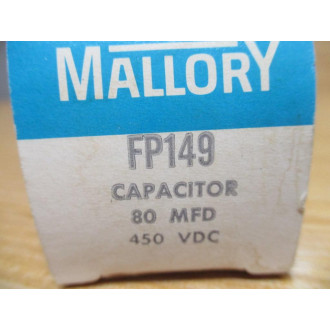 MALLORY
FP149
CAPACITOR
80 MFD
450 VDC